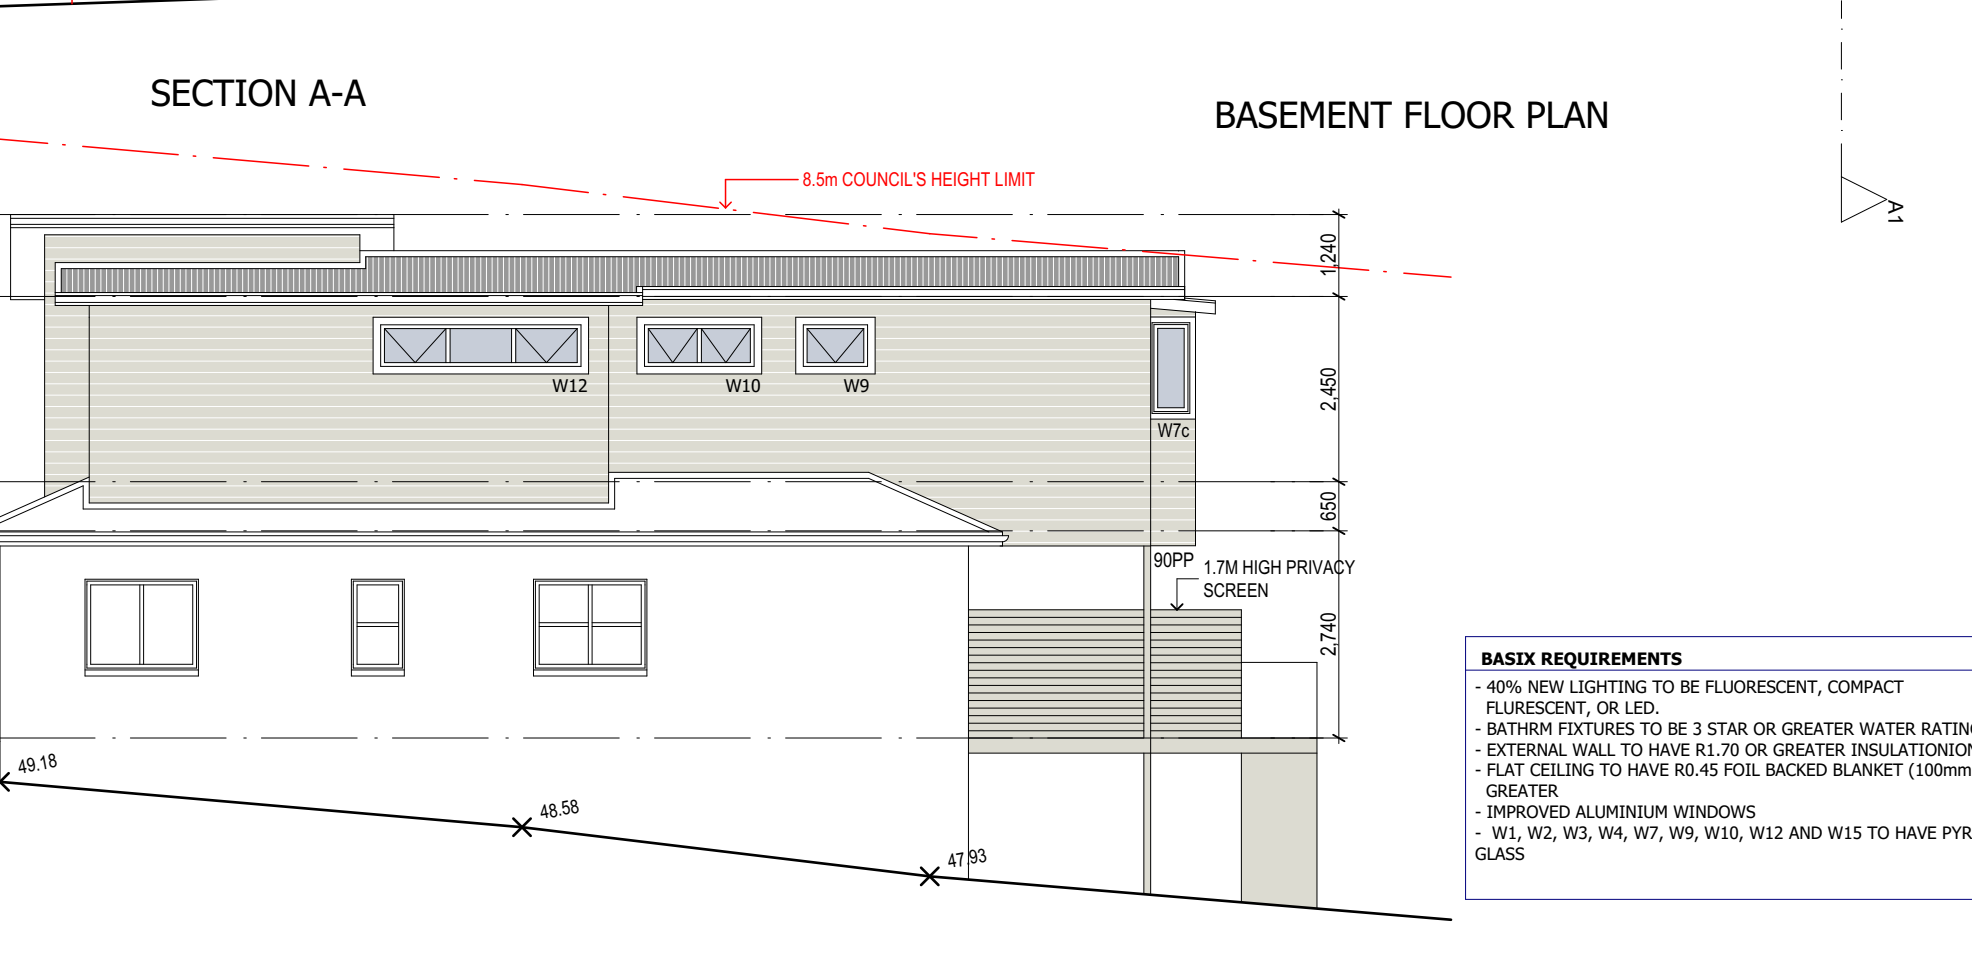 SECTION A-A
BASEMENT FLOOR PLAN
8.5m COUNCIL'S HEIGHT LIMIT
A1
1,240
2,450
650
2,740
W12
W10
W9
W7c
90PP
1.7M HIGH PRIVACY
SCREEN
49.18
48.58
47.93
BASIX REQUIREMENTS
- 40% NEW LIGHTING TO BE FLUORESCENT, COMPACT
FLURESCENT, OR LED.
- BATHRM FIXTURES TO BE 3 STAR OR GREATER WATER RATING
- EXTERNAL WALL TO HAVE R1.70 OR GREATER INSULATIONION
- FLAT CEILING TO HAVE R0.45 FOIL BACKED BLANKET (100mm
GREATER
- IMPROVED ALUMINIUM WINDOWS
- W1, W2, W3, W4, W7, W9, W10, W12 AND W15 TO HAVE PYR
GLASS